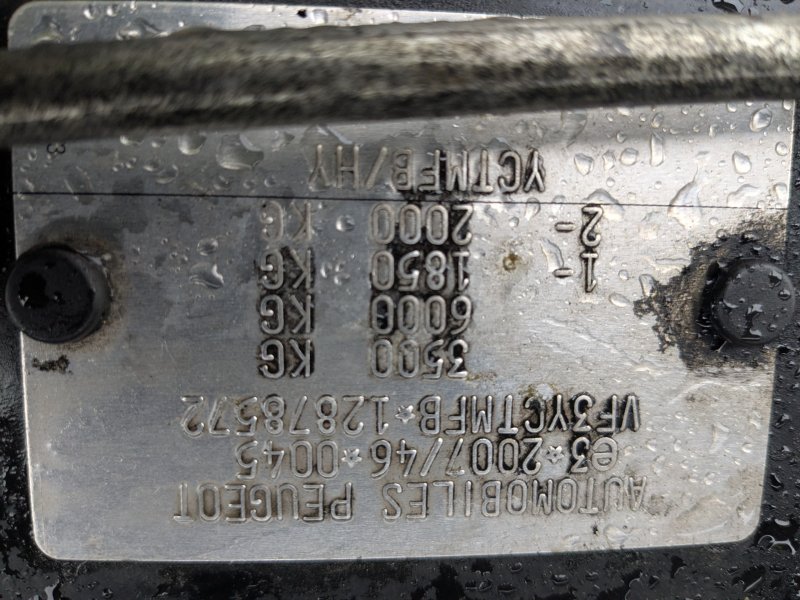 AUTOMOBILES PEUGEOT
e3*2007/46*0045
VF3YCTMFB*12878572
3500 KG
6000 KG
1- 1850 KG
2- 2000 KG
YCTMFB/HY
3